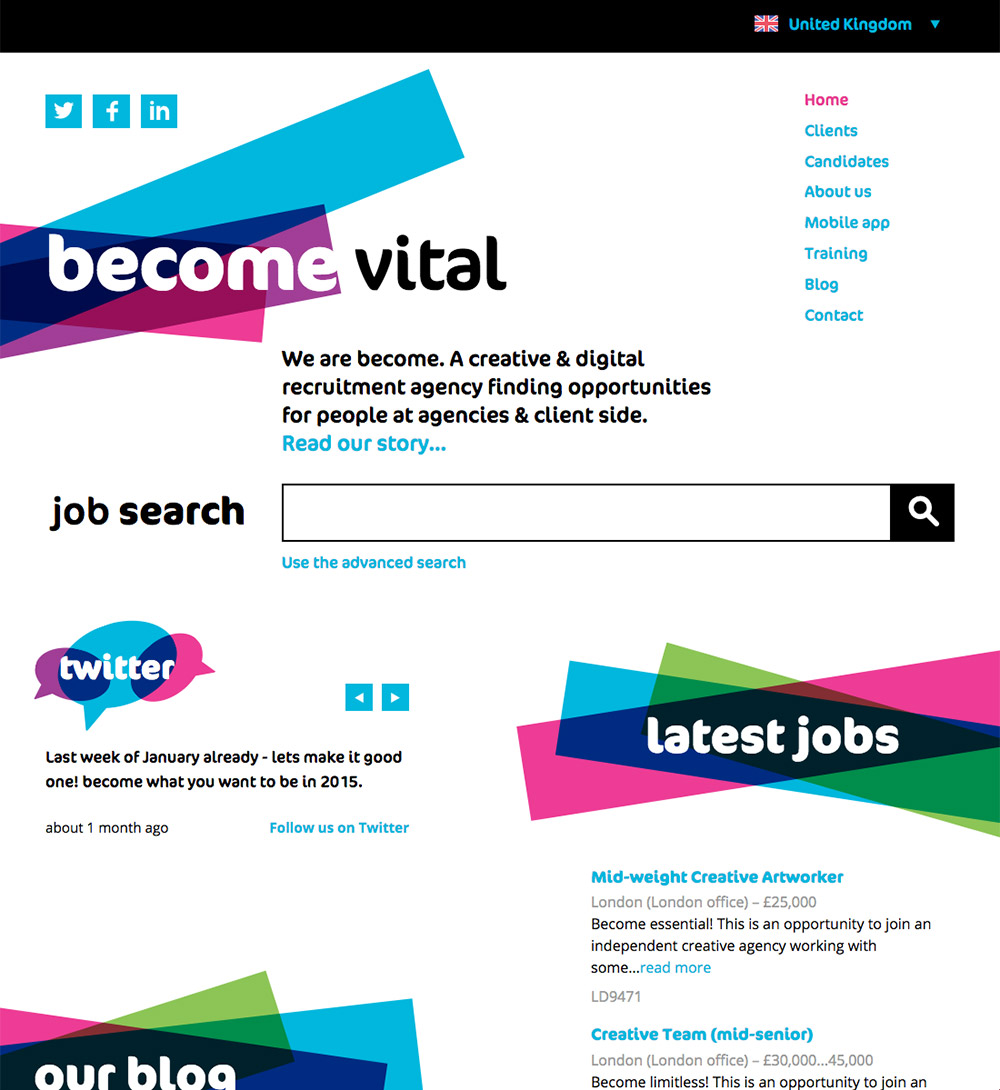 United Kingdom
Home
Clients
Candidates
About us
Mobile app
Training
Blog
Contact
become vital
We are become. A creative & digital
recruitment agency finding opportunities
for people at agencies & client side.
Read our story...
job search
Use the advanced search
twitter
Last week of January already - lets make it good
one! become what you want to be in 2015.
about 1 month ago
Follow us on Twitter
latest jobs
Mid-weight Creative Artworker
London (London office) – £25,000
Become essential! This is an opportunity to join an
independent creative agency working with
some...read more
LD9471
Creative Team (mid-senior)
London (London office) – £30,000...45,000
Become limitless! This is an opportunity to join an
our blog